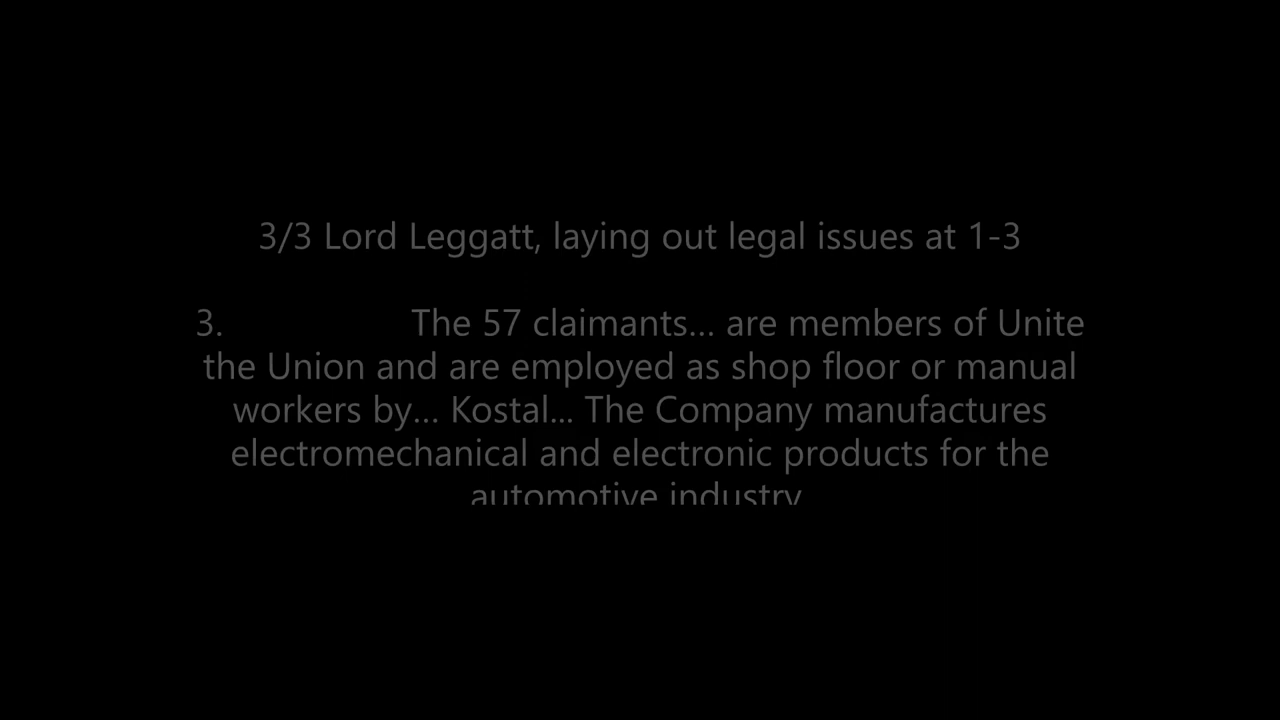 3/3 Lord Leggatt, laying out legal issues at 1-3
3. The 57 claimants... are members of Unite
the Union and are employed as shop floor or manual
workers by... Kostal... The Company manufactures
electromechanical and electronic products for the
automotive industry